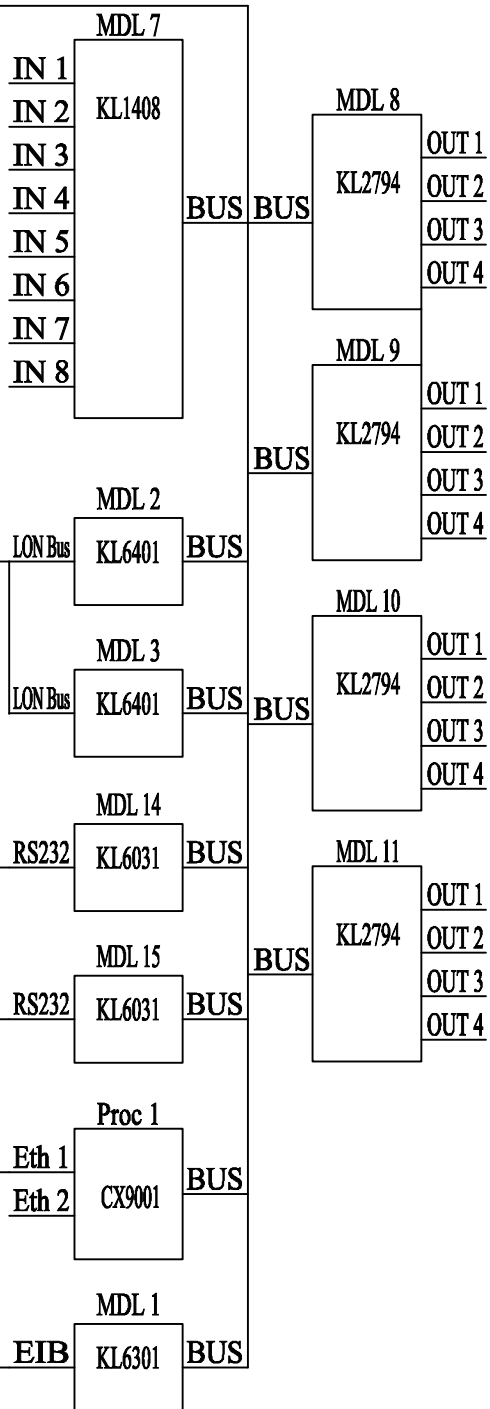 MDL 7
KL1408
IN 1
IN 2
IN 3
IN 4
IN 5
IN 6
IN 7
IN 8
BUS
MDL 8
KL2794
BUS
OUT 1
OUT 2
OUT 3
OUT 4
MDL 9
KL2794
BUS
OUT 1
OUT 2
OUT 3
OUT 4
MDL 2
LON Bus
KL6401
BUS
MDL 3
LON Bus
KL6401
BUS
MDL 10
KL2794
BUS
OUT 1
OUT 2
OUT 3
OUT 4
MDL 14
RS232
KL6031
BUS
MDL 15
RS232
KL6031
BUS
MDL 11
KL2794
BUS
OUT 1
OUT 2
OUT 3
OUT 4
Proc 1
Eth 1
Eth 2
CX9001
BUS
MDL 1
EIB
KL6301
BUS